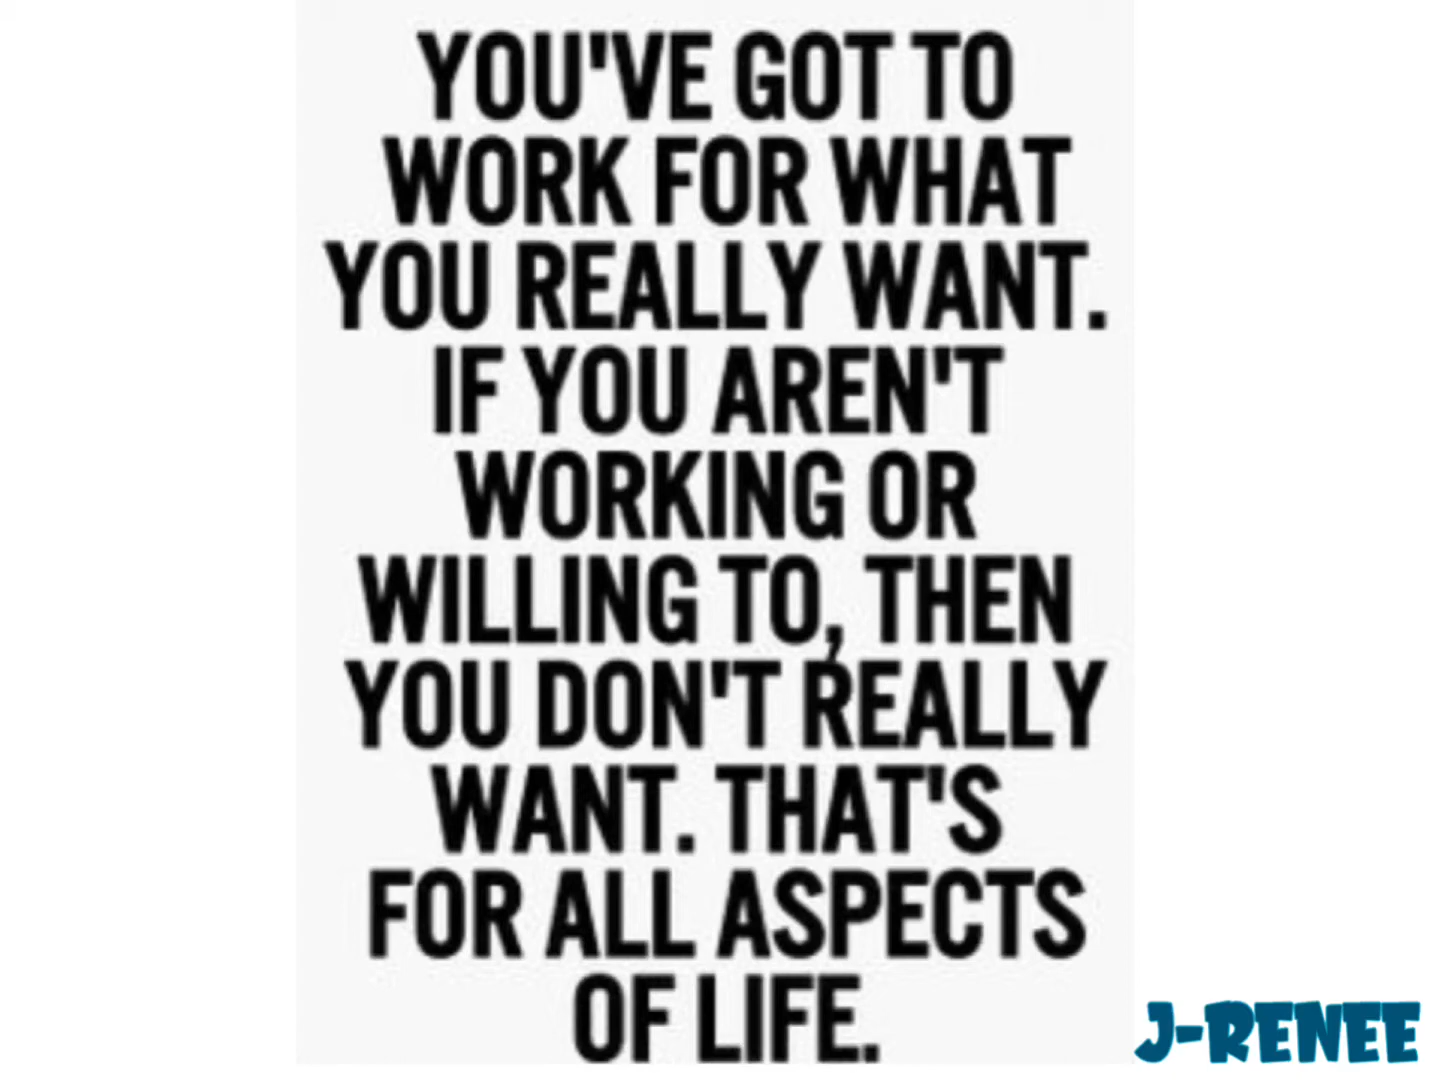 YOU'VE GOT TO
WORK FOR WHAT
YOU REALLY WANT.
IF YOU AREN'T
WORKING OR
WILLING TO, THEN
YOU DON'T REALLY
WANT. THAT'S
FOR ALL ASPECTS
OF LIFE.
J-RENEE